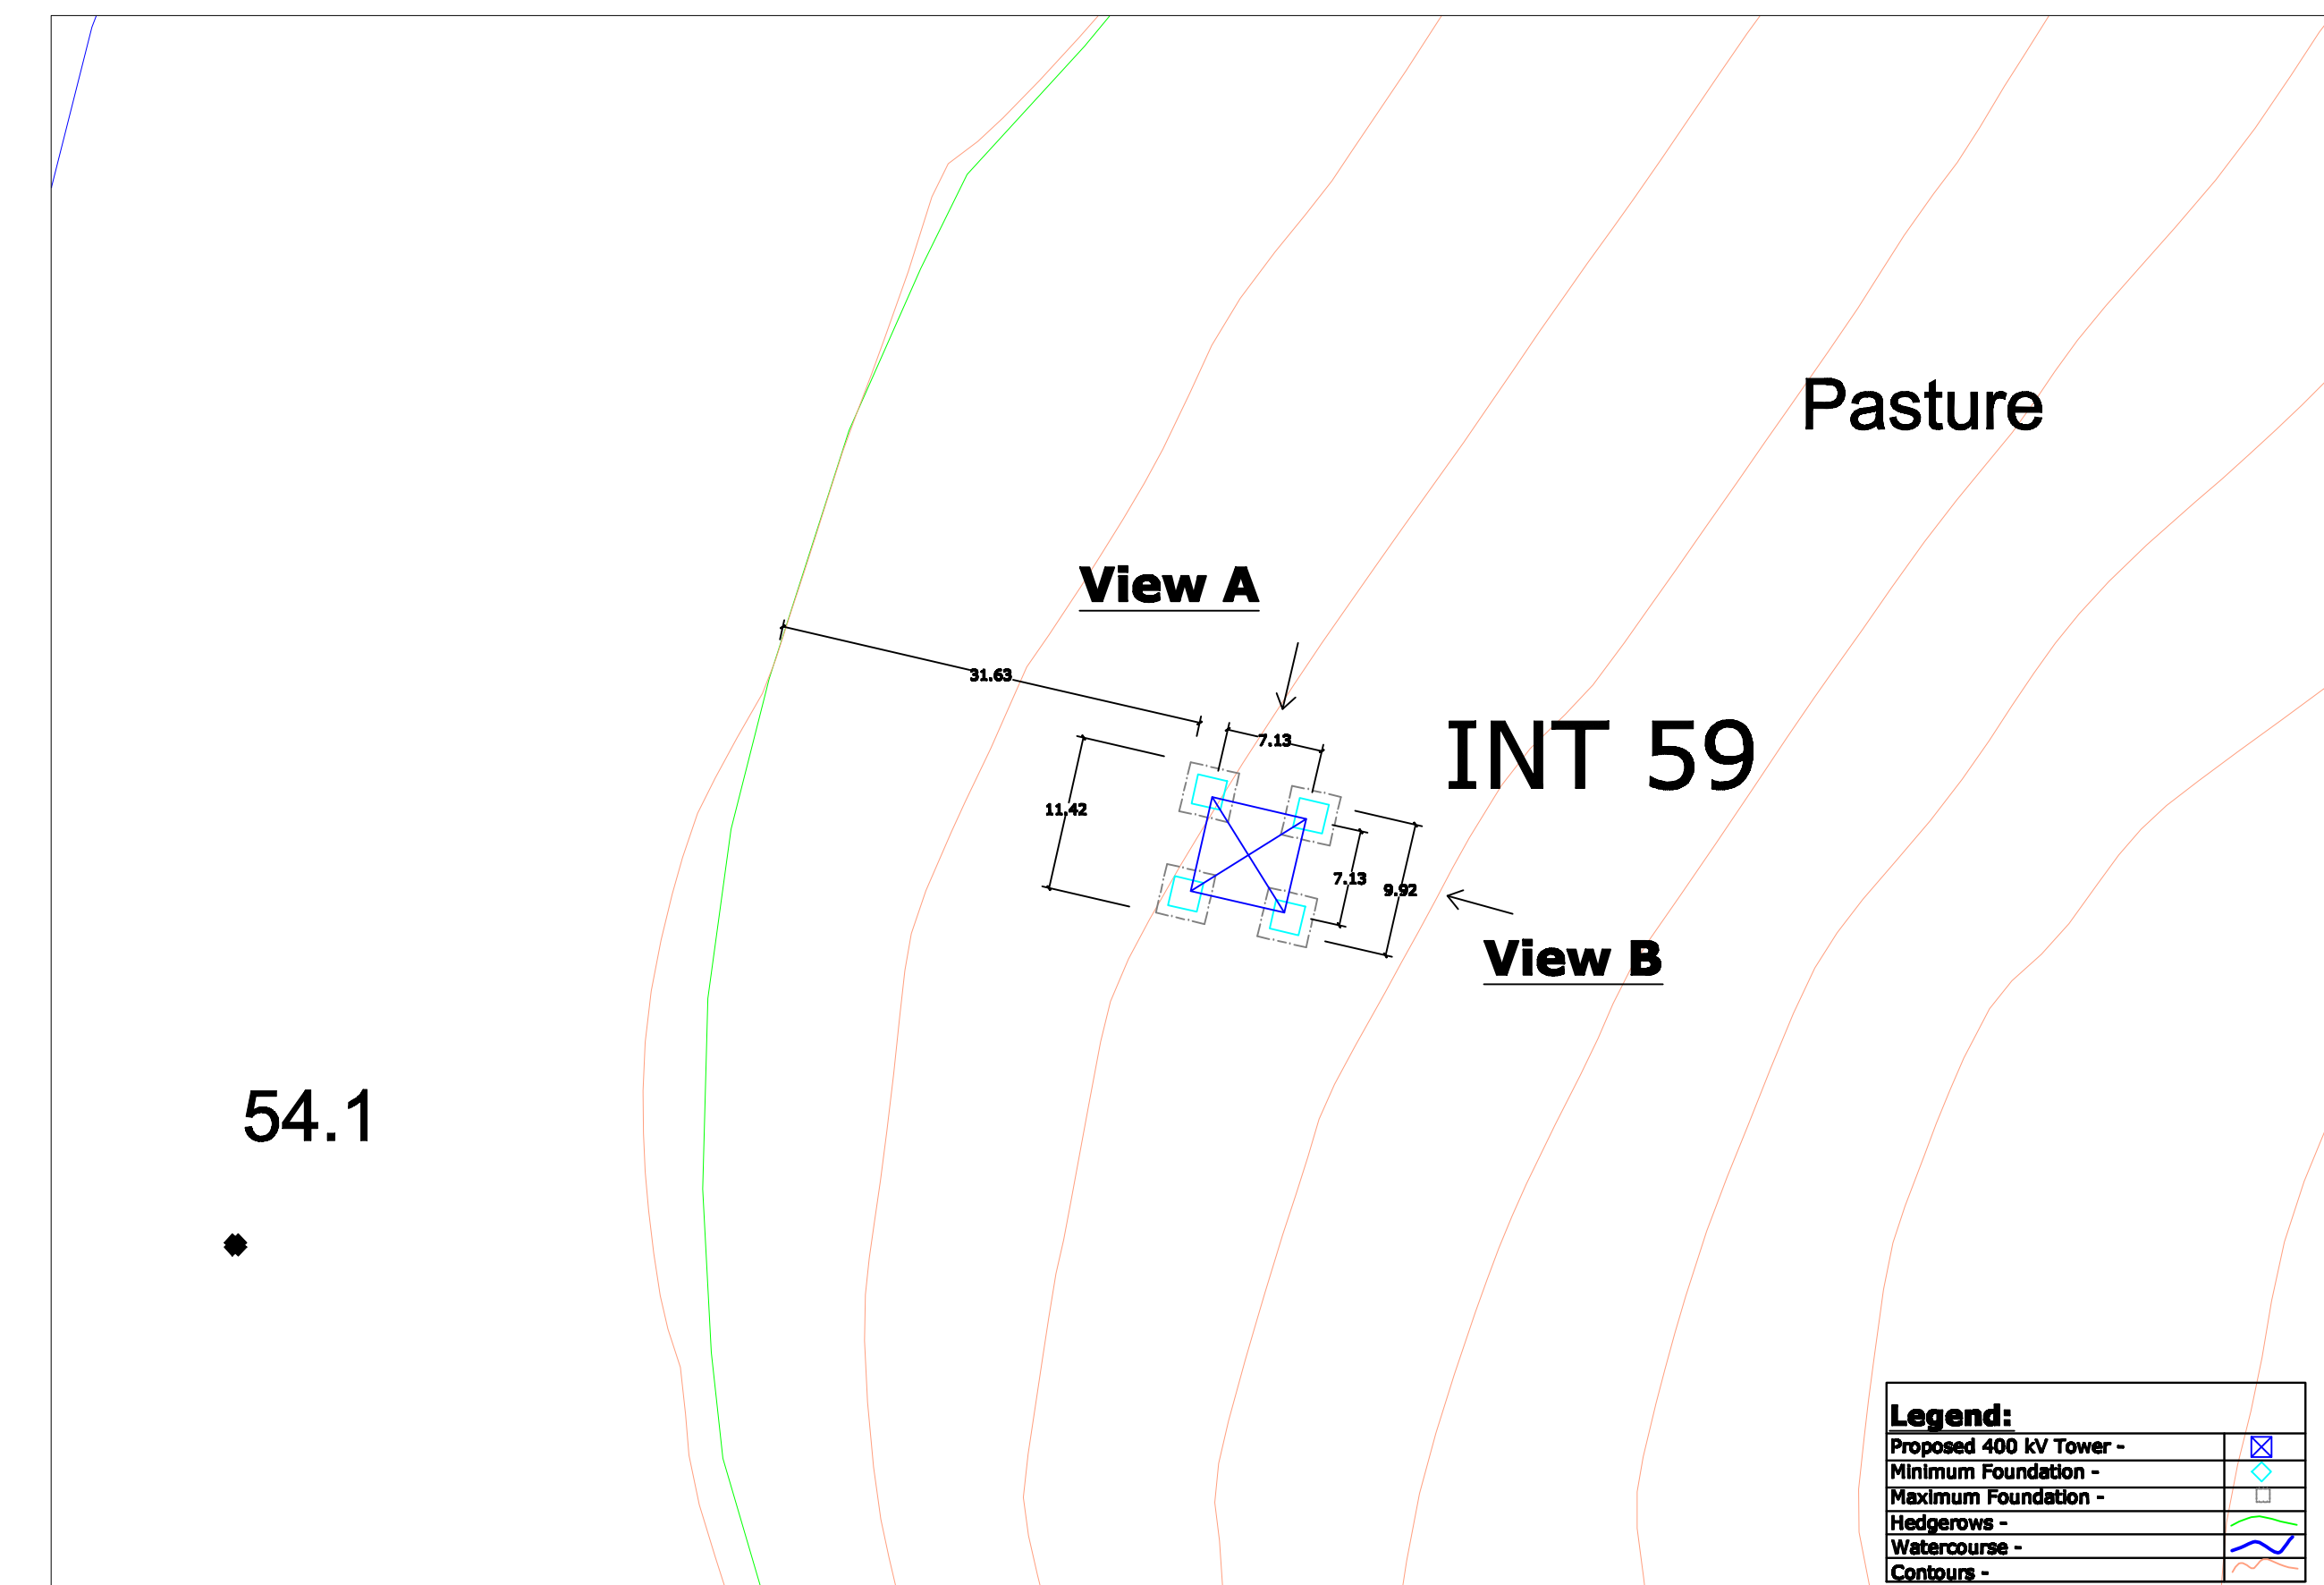 Pasture
View A
31.63
7.13
INT 59
11.42
7.13
9.92
View B
54.1
Legend:
Proposed 400 kV Tower -
Minimum Foundation -
Maximum Foundation -
Hedgerows -
Watercourse -
Contours -